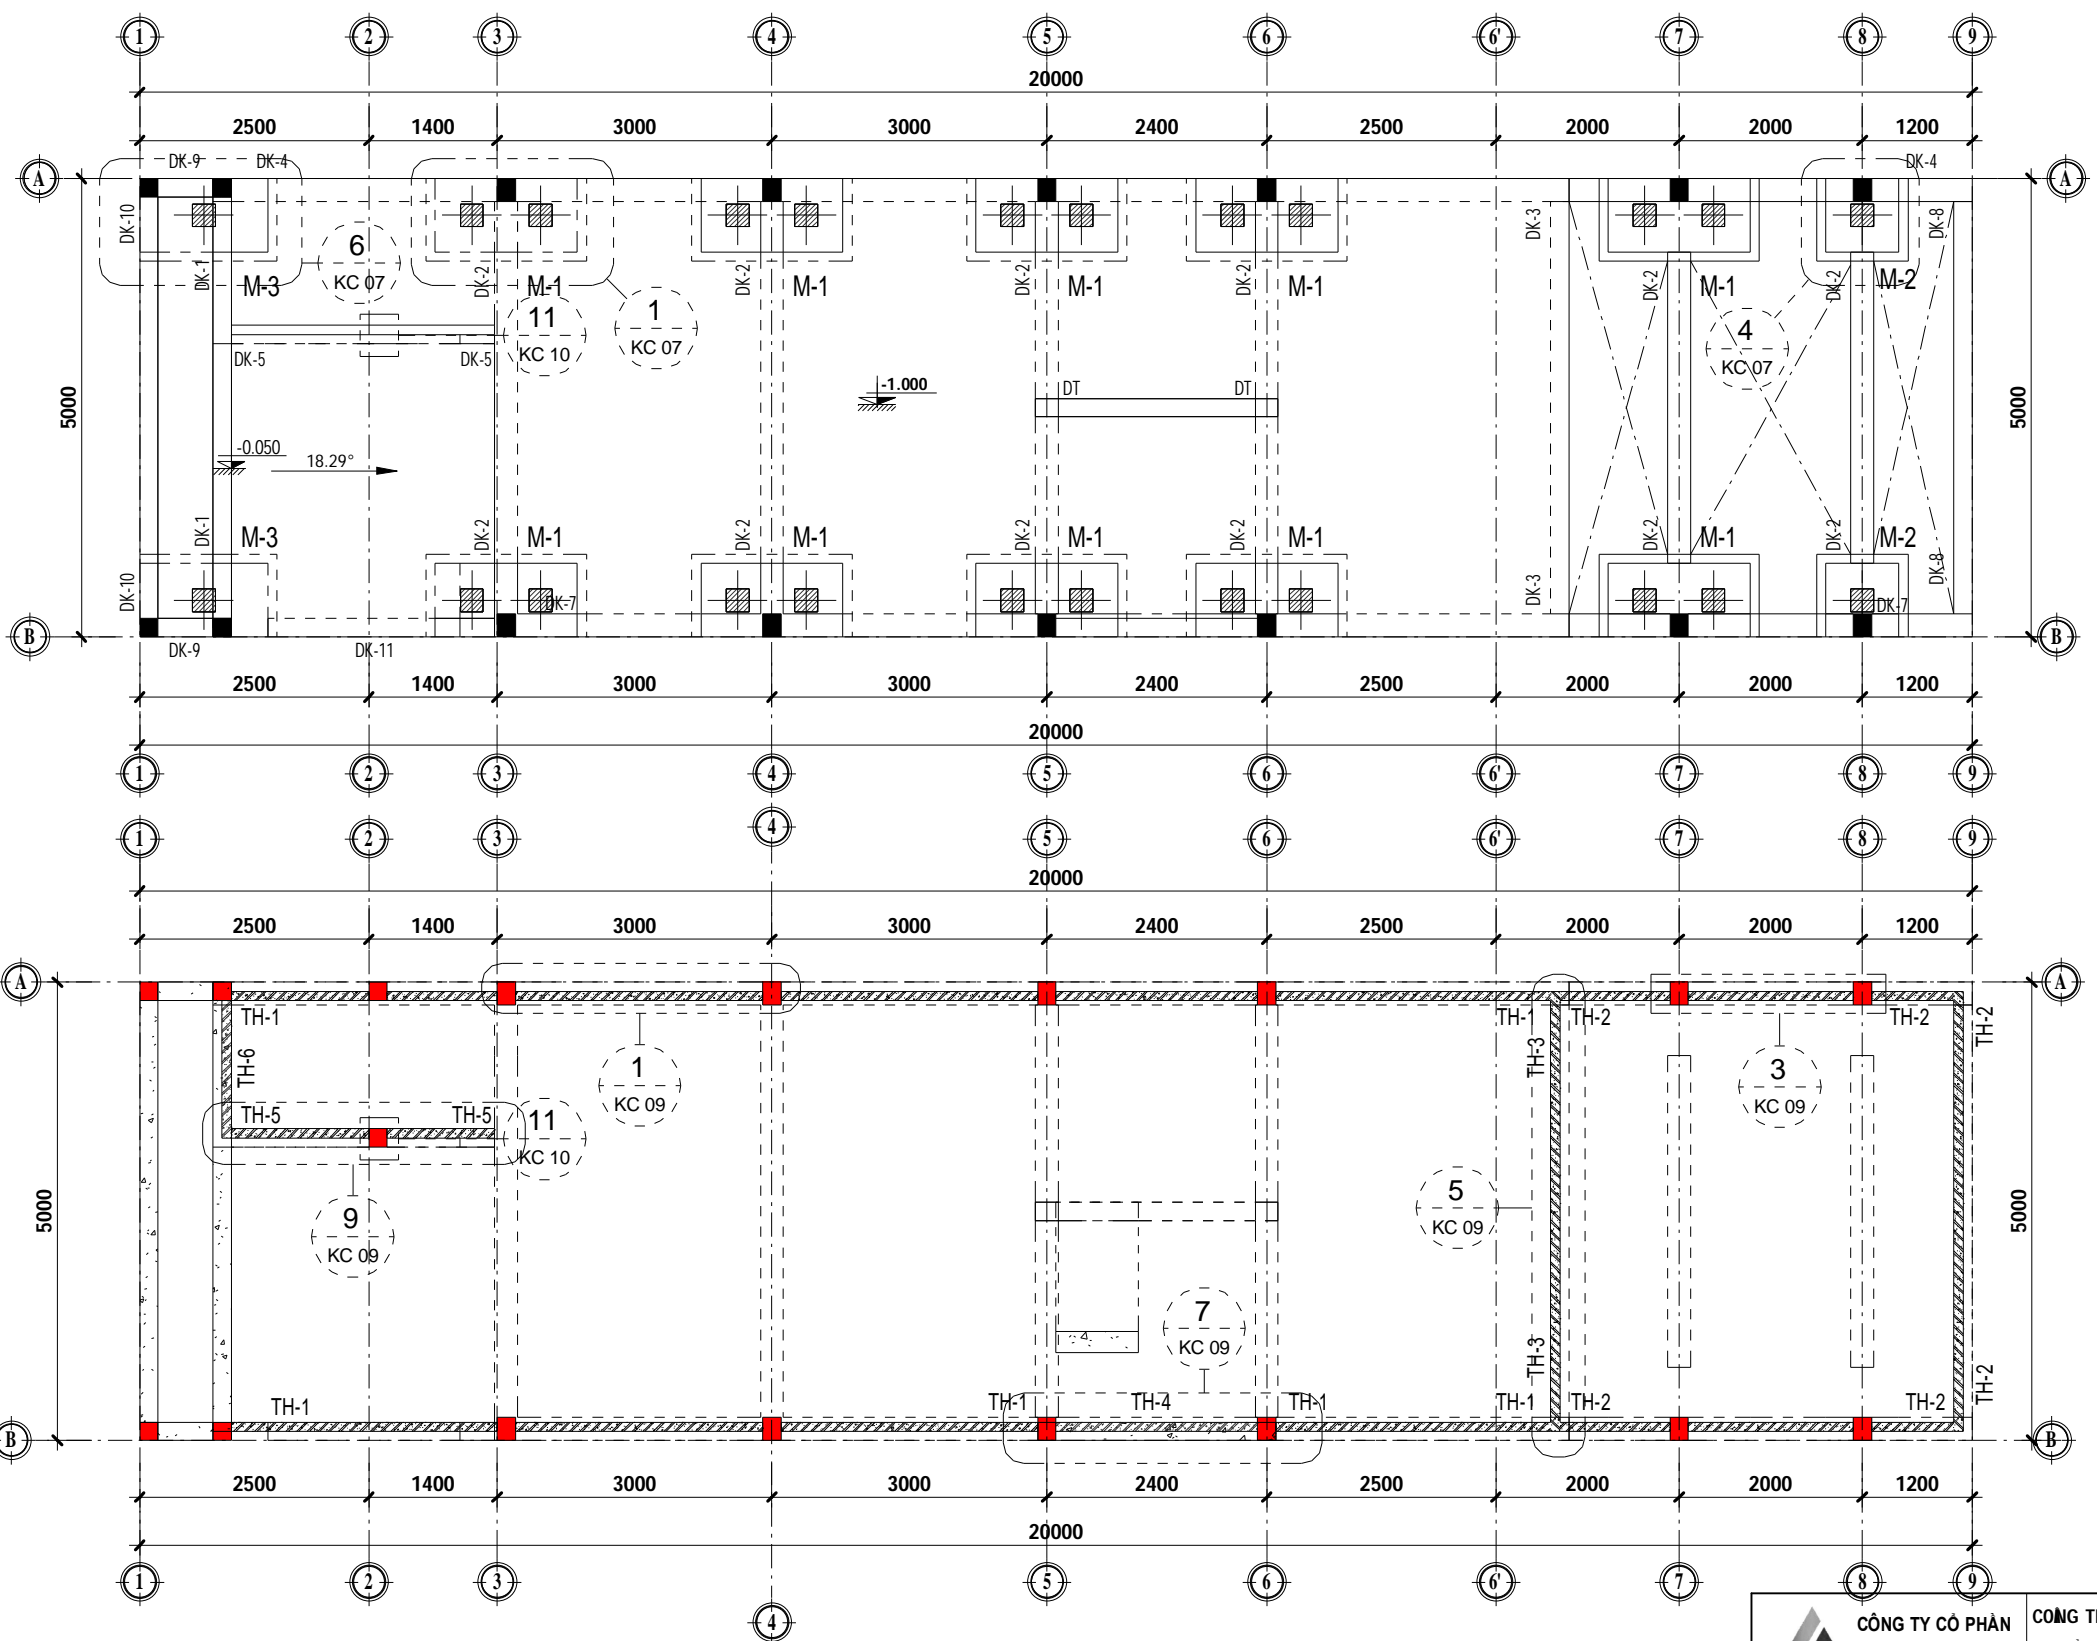 1 2 3 4 5 6 6' 7 8 9
20000
2500 1400 3000 3000 2400 2500 2000 2000 1200
DK-9 DK-4 DK-4
A A
DK-10 DK-3 DK-8
DK-1 DK-2 DK-2 DK-2 DK-2 DK-2 DK-2
6
KC 07
M-3 M-1 M-1 M-1 M-1 M-1 M-2
11
KC 10
1
KC 07
4
KC 07
DK-5 DK-5
-1.000
DT DT
5000 5000
-0.050
18.29°
DK-1 DK-2 DK-2 DK-2 DK-2 DK-2 DK-2
M-3 M-1 M-1 M-1 M-1 M-1 M-2
DK-10 DK-3 DK-8
DK-7 DK-7
B B
DK-9 DK-11
2500 1400 3000 3000 2400 2500 2000 2000 1200
20000
1 2 3 4 5 6 6' 7 8 9
1 2 3 4 5 6 6' 7 8 9
20000
2500 1400 3000 3000 2400 2500 2000 2000 1200
A A
TH-1 TH-1 TH-2 TH-2 TH-2
TH-6 TH-3
1
KC 09
3
KC 09
TH-5 TH-5
11
KC 10
5000 5000
9
KC 09
5
KC 09
7
KC 09
TH-3 TH-2
TH-1 TH-1 TH-4 TH-1 TH-1 TH-2 TH-2
B B
2500 1400 3000 3000 2400 2500 2000 2000 1200
20000
1 2 3 4 5 6 6' 7 8 9
CÔNG TY CỔ PHẦN